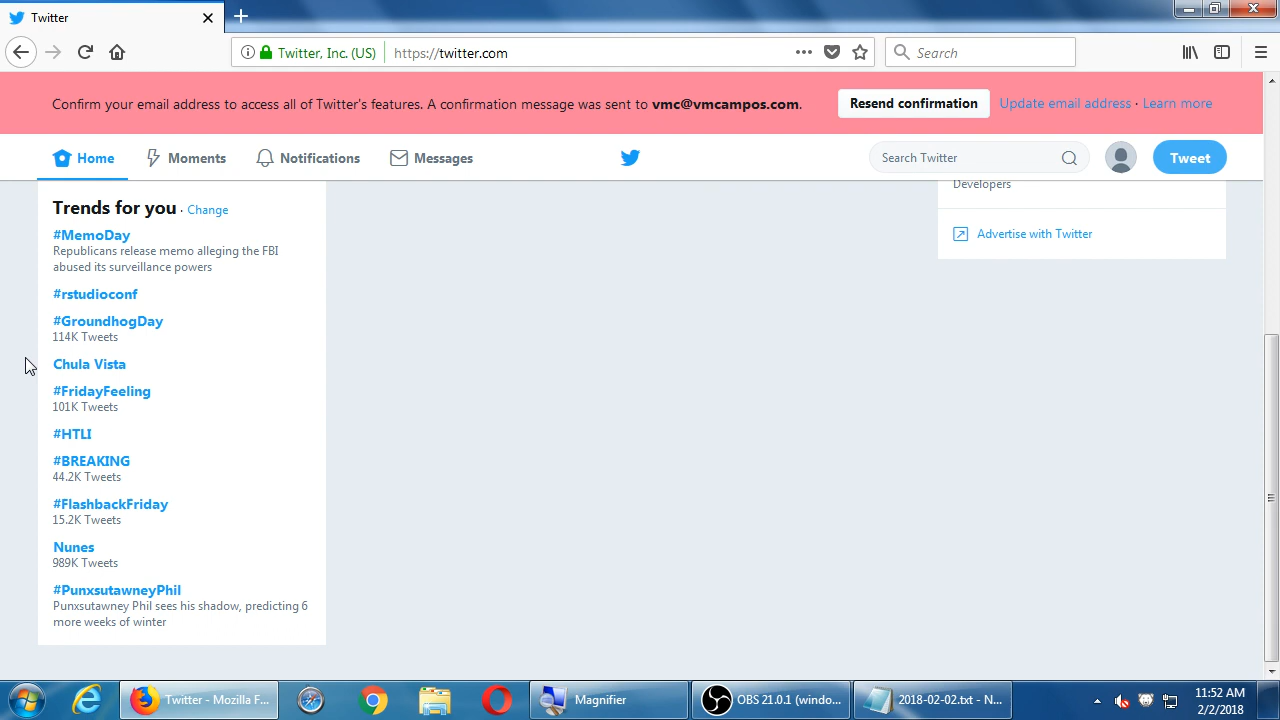 Twitter
Twitter, Inc. (US)
https://twitter.com
Search
Confirm your email address to access all of Twitter's features. A confirmation message was sent to vmc@vmcampos.com.
Resend confirmation
Update email address · Learn more
Home
Moments
Notifications
Messages
Search Twitter
Tweet
Trends for you · Change
#MemoDay
Republicans release memo alleging the FBI
abused its surveillance powers
#rstudioconf
#GroundhogDay
114K Tweets
Chula Vista
#FridayFeeling
101K Tweets
#HTLI
#BREAKING
44.2K Tweets
#FlashbackFriday
15.2K Tweets
Nunes
989K Tweets
#PunxsutawneyPhil
Punxsutawney Phil sees his shadow, predicting 6
more weeks of winter
Developers
Advertise with Twitter
Twitter - Mozilla F...
Magnifier
OBS 21.0.1 (windo...
2018-02-02.txt - N...
11:52 AM
2/2/2018